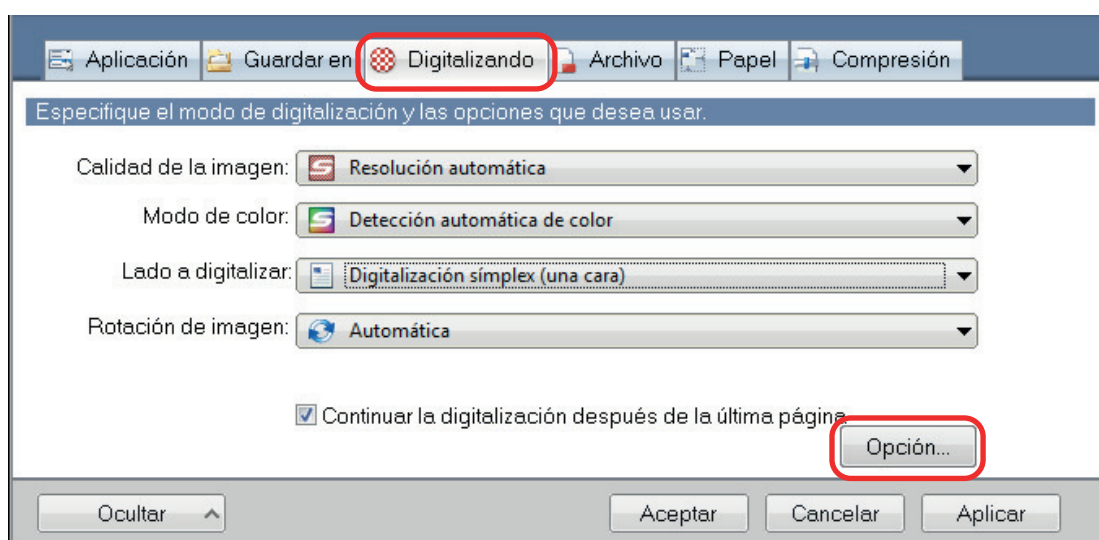 Aplicación Guardar en Digitalizando Archivo Papel Compresión
Especifique el modo de digitalización y las opciones que desea usar.
Calidad de la imagen: Resolución automática
Modo de color: Detección automática de color
Lado a digitalizar: Digitalización símplex (una cara)
Rotación de imagen: Automática
Continuar la digitalización después de la última página
Opción...
Ocultar Aceptar Cancelar Aplicar